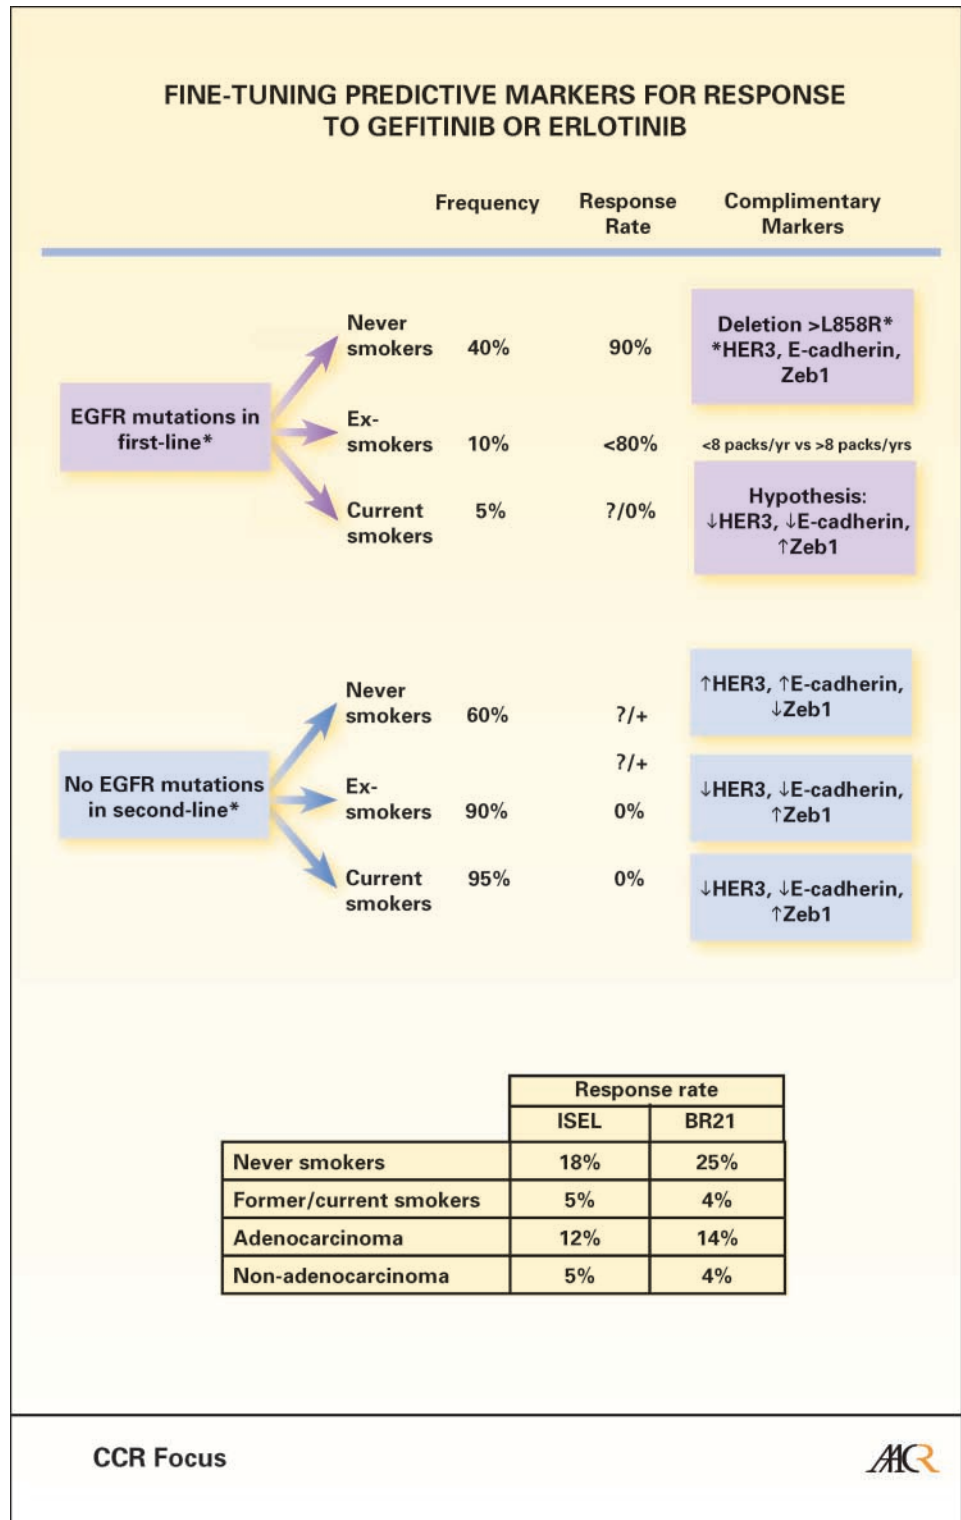 FINE-TUNING PREDICTIVE MARKERS FOR RESPONSE
TO GEFITINIB OR ERLOTINIB
Frequency
Response
Rate
Complimentary
Markers
EGFR mutations in
first-line*
Never
smokers 40% 90%
Deletion >L858R*
*HER3, E-cadherin,
Zeb1
Ex-
smokers 10% <80% <8 packs/yr vs >8 packs/yrs
Current 5% ?/0%
smokers
Hypothesis:
↓HER3, ↓E-cadherin,
↑Zeb1
No EGFR mutations
in second-line*
Never
smokers 60% ?/+
↑HER3, ↑E-cadherin,
↓Zeb1
?/+
Ex-
smokers 90% 0%
↓HER3, ↓E-cadherin,
↑Zeb1
Current 95% 0%
smokers
↓HER3, ↓E-cadherin,
↑Zeb1
Response rate
ISEL BR21
Never smokers 18% 25%
Former/current smokers 5% 4%
Adenocarcinoma 12% 14%
Non-adenocarcinoma 5% 4%
CCR Focus
AACR